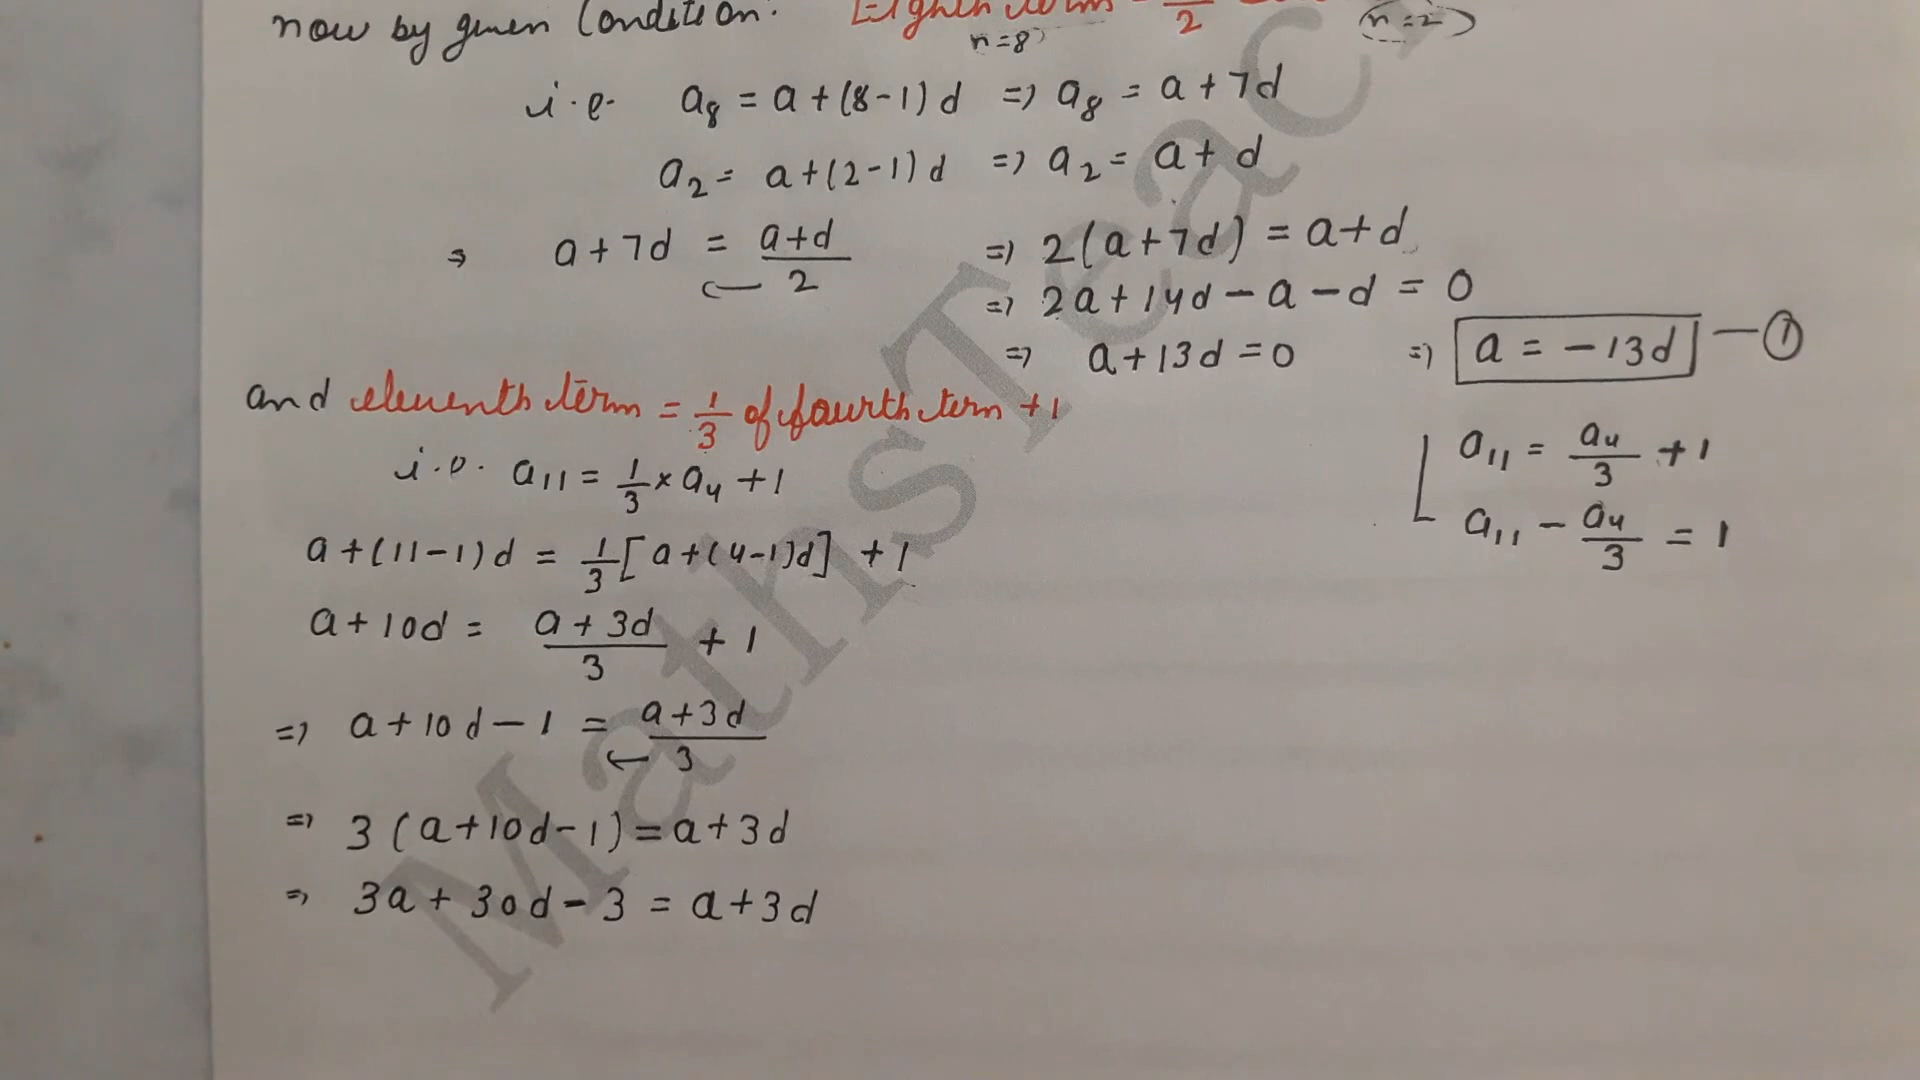 now by given Condition. Eighth term 2 n=2
n=8
i.e. a₈ = a + (8-1) d => a₈ = a + 7d
a₂ = a + (2-1) d => a₂ = a + d
⇒ a + 7d = (a+d)/2 => 2(a+7d) = a+d
=> 2a + 14d - a - d = 0
=> a + 13d = 0 => a = -13d — ①
and eleventh term = 1/3 of fourth term + 1
i.e. a₁₁ = 1/3 × a₄ + 1
a₁₁ = a₄/3 + 1
a₁₁ - a₄/3 = 1
a + (11-1) d = 1/3 [a + (4-1)d] + 1
a + 10d = (a + 3d)/3 + 1
=> a + 10d - 1 = (a + 3d)/3
=> 3 (a + 10d - 1) = a + 3d
=> 3a + 30d - 3 = a + 3d
Maths Teac